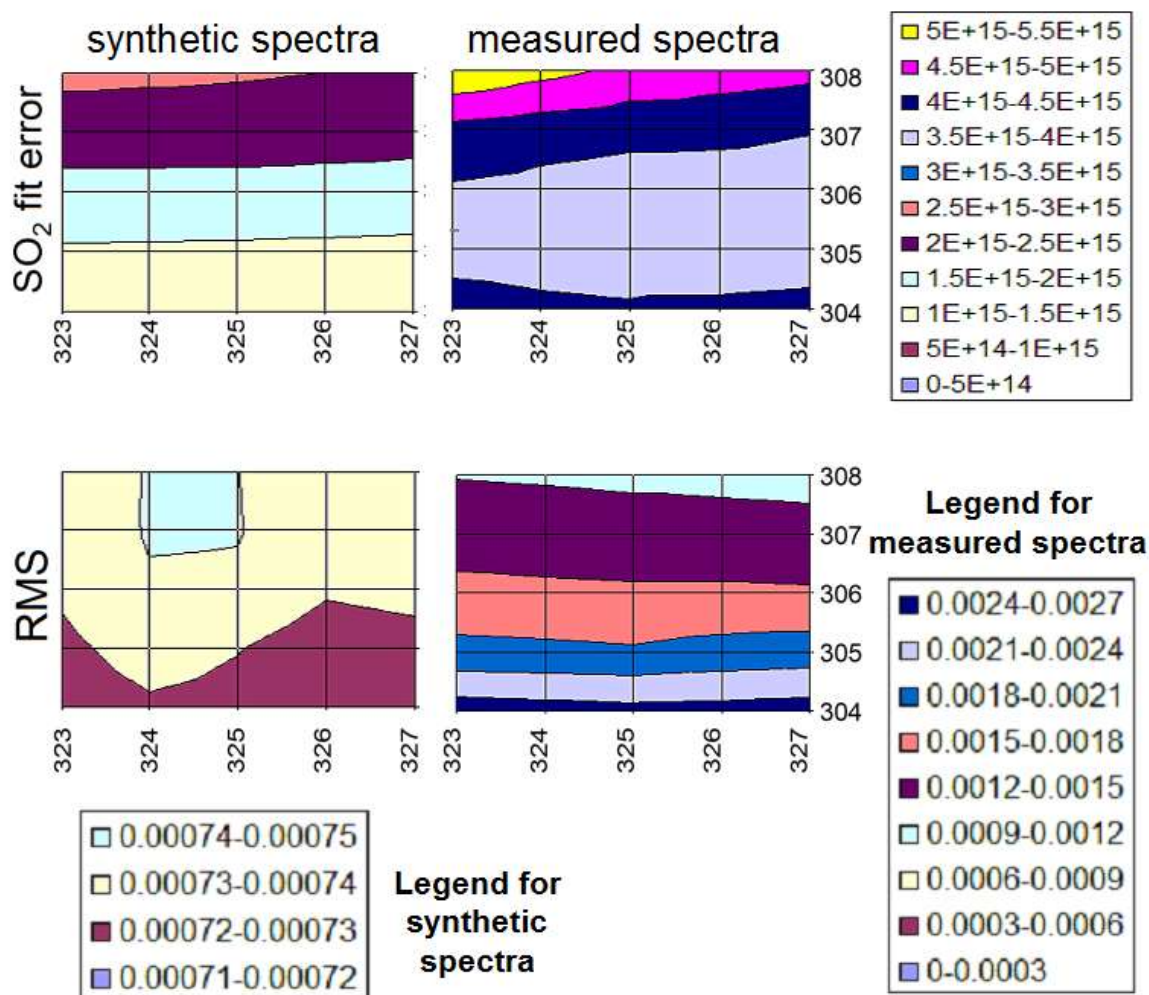 synthetic spectra
measured spectra
SO₂ fit error
323
324
325
326
327
308
307
306
305
304
323
324
325
326
327
5E+15-5.5E+15
4.5E+15-5E+15
4E+15-4.5E+15
3.5E+15-4E+15
3E+15-3.5E+15
2.5E+15-3E+15
2E+15-2.5E+15
1.5E+15-2E+15
1E+15-1.5E+15
5E+14-1E+15
0-5E+14
RMS
323
324
325
326
327
308
307
306
305
304
323
324
325
326
327
Legend for
measured spectra
0.0024-0.0027
0.0021-0.0024
0.0018-0.0021
0.0015-0.0018
0.0012-0.0015
0.0009-0.0012
0.0006-0.0009
0.0003-0.0006
0-0.0003
0.00074-0.00075
0.00073-0.00074
0.00072-0.00073
0.00071-0.00072
Legend for
synthetic
spectra